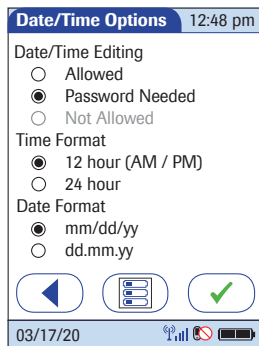 Date/Time Options 12:48 pm
Date/Time Editing
Allowed
Password Needed
Not Allowed
Time Format
12 hour (AM / PM)
24 hour
Date Format
mm/dd/yy
dd.mm.yy
03/17/20